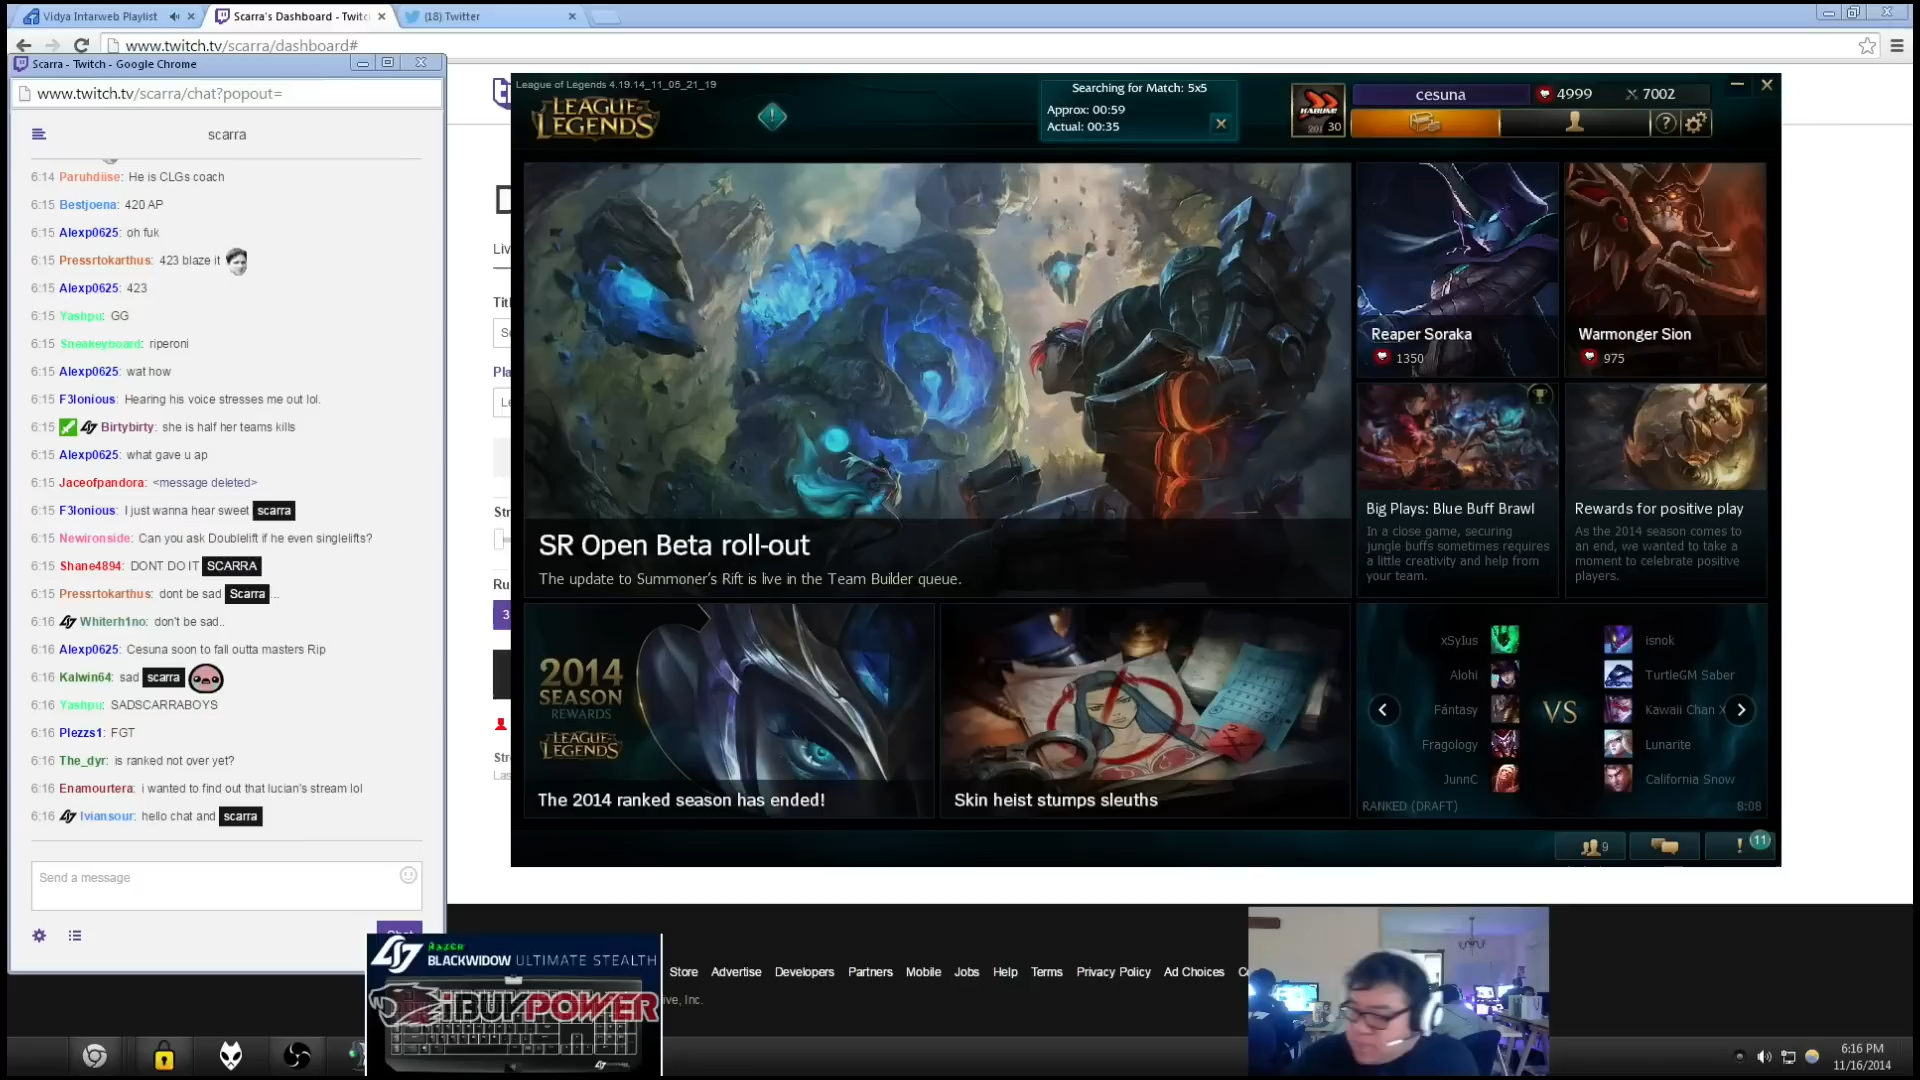 Vidya Intarweb Playlist
Scarra's Dashboard - Twitc
(18) Twitter
www.twitch.tv/scarra/dashboard#
Scarra - Twitch - Google Chrome
www.twitch.tv/scarra/chat?popout=
scarra
6:14 Paruhdiise: He is CLGs coach
6:15 Bestjoena: 420 AP
6:15 Alexp0625: oh fuk
6:15 Pressrtokarthus: 423 blaze it
6:15 Alexp0625: 423
6:15 Yashpu: GG
6:15 Sneakeyboard: riperoni
6:15 Alexp0625: wat how
6:15 F3lonious: Hearing his voice stresses me out lol.
6:15 Birtybirty: she is half her teams kills
6:15 Alexp0625: what gave u ap
6:15 Jaceofpandora: <message deleted>
6:15 F3lonious: I just wanna hear sweet scarra
6:15 Newironside: Can you ask Doublelift if he even singlelifts?
6:15 Shane4894: DONT DO IT SCARRA
6:15 Pressrtokarthus: dont be sad Scarra ...
6:16 Whiterh1no: don't be sad..
6:16 Alexp0625: Cesuna soon to fall outta masters Rip
6:16 Kalwin64: sad scarra
6:16 Yashpu: SADSCARRABOYS
6:16 Plezzs1: FGT
6:16 The_dyr: is ranked not over yet?
6:16 Enamourtera: i wanted to find out that lucian's stream lol
6:16 Iviansour: hello chat and scarra
Send a message
Chat
D
Liv
Titl
S
Pla
Le
Str
Ru
3
Str
Las
League of Legends 4.19.14_11_05_21_19
LEAGUE OF LEGENDS
Searching for Match: 5x5
Approx: 00:59
Actual: 00:35
30
cesuna
4999
7002
?
Reaper Soraka
1350
Warmonger Sion
975
SR Open Beta roll-out
The update to Summoner's Rift is live in the Team Builder queue.
Big Plays: Blue Buff Brawl
In a close game, securing
jungle buffs sometimes requires
a little creativity and help from
your team.
Rewards for positive play
As the 2014 season comes to
an end, we wanted to take a
moment to celebrate positive
players.
2014
SEASON
REWARDS
LEAGUE OF LEGENDS
The 2014 ranked season has ended!
Skin heist stumps sleuths
xSylus
Alohi
Fántasy
Fragology
JunnC
VS
isnok
TurtleGM Saber
Kawaii Chan X
Lunarite
California Snow
RANKED (DRAFT)
8:08
9
11
RAZER
BLACKWIDOW ULTIMATE STEALTH
iBUYPOWER
Store Advertise Developers Partners Mobile Jobs Help Terms Privacy Policy Ad Choices C
ive, Inc.
6:16 PM
11/16/2014